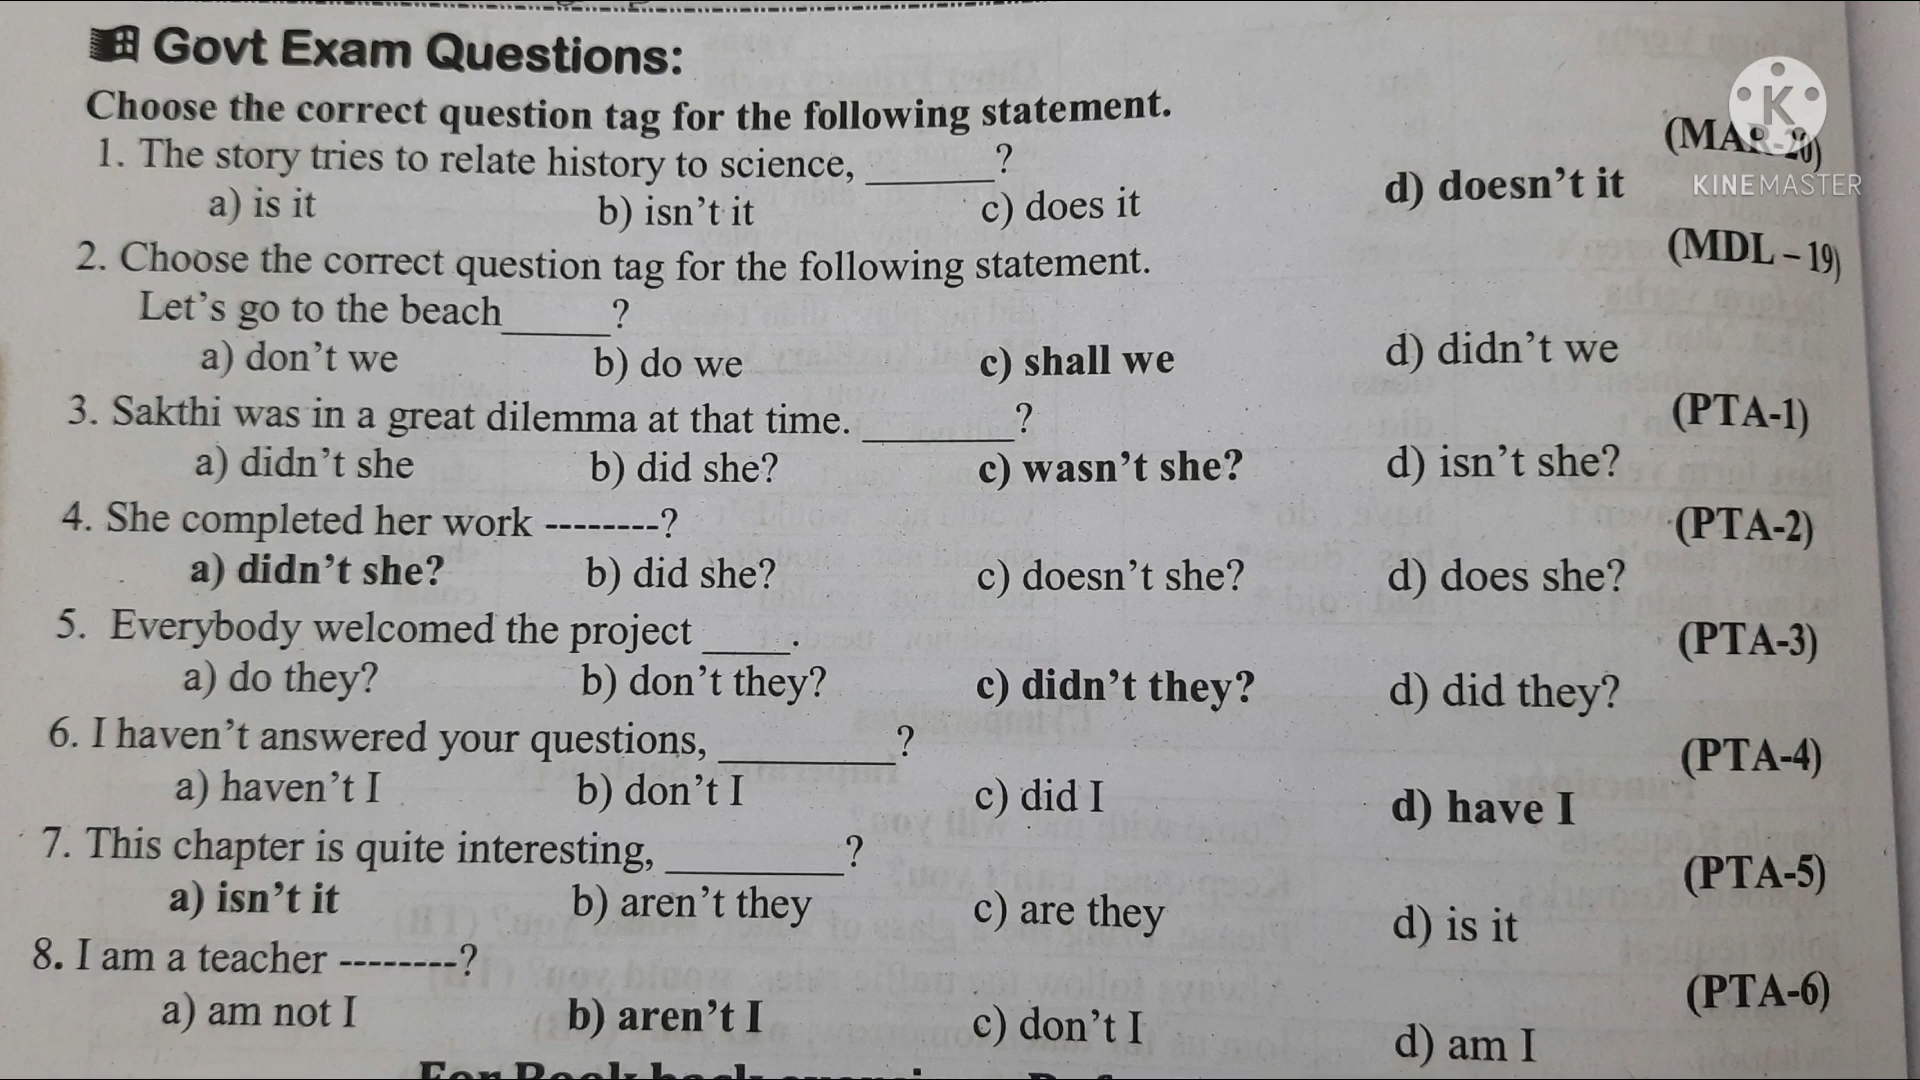 Govt Exam Questions:
Choose the correct question tag for the following statement.
1. The story tries to relate history to science, ______? (MAR-20)
a) is it b) isn't it c) does it d) doesn't it
KINEMASTER
2. Choose the correct question tag for the following statement. (MDL – 19)
Let's go to the beach_____?
a) don't we b) do we c) shall we d) didn't we
3. Sakthi was in a great dilemma at that time. _______? (PTA-1)
a) didn't she b) did she? c) wasn't she? d) isn't she?
4. She completed her work --------? (PTA-2)
a) didn't she? b) did she? c) doesn't she? d) does she?
5. Everybody welcomed the project ____. (PTA-3)
a) do they? b) don't they? c) didn't they? d) did they?
6. I haven't answered your questions, ________? (PTA-4)
a) haven't I b) don't I c) did I d) have I
7. This chapter is quite interesting, ________? (PTA-5)
a) isn't it b) aren't they c) are they d) is it
8. I am a teacher --------? (PTA-6)
a) am not I b) aren't I c) don't I d) am I